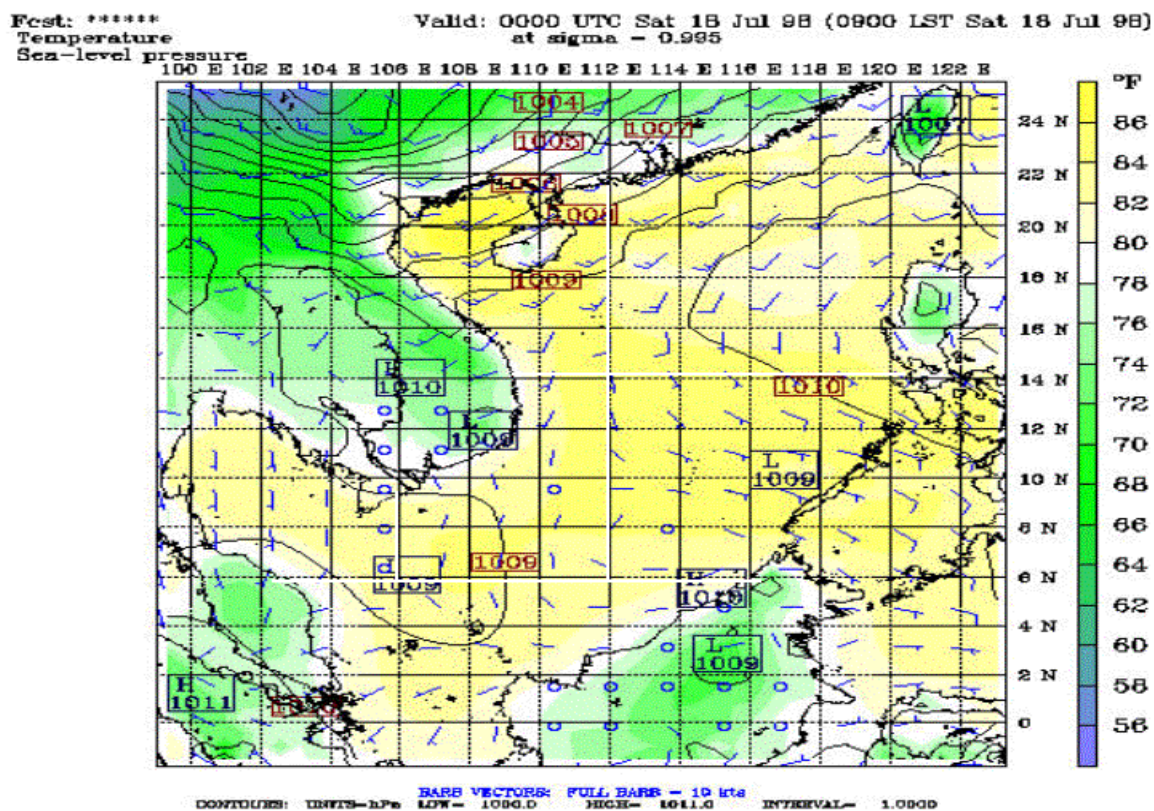 Fcst: ****** Valid: 0000 UTC Sat 18 Jul 98 (0900 LST Sat 18 Jul 98)
Temperature at sigma = 0.995
Sea-level pressure
100 E 102 E 104 E 106 E 108 E 110 E 112 E 114 E 116 E 118 E 120 E 122 E
°F
1004
L
1007
1007
24 N
86
1005
84
22 N
82
1008
20 N
80
1009
18 N
78
16 N
76
H
1010
1010
14 N
74
L
1009
12 N
72
L
1009
10 N
70
8 N
68
1009
1009
6 N
66
H
1010
64
4 N
62
L
1009
60
H
1011
2 N
58
0
56
BARB VECTORS: FULL BARB = 10 kts
CONTOURS: UNITS=hPa LOW= 1000.0 HIGH= 1011.0 INTERVAL= 1.0000